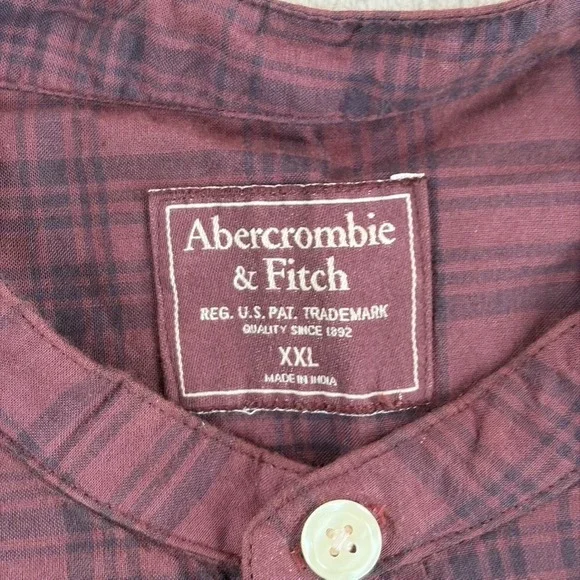 Abercrombie
& Fitch
REG. U.S. PAT. TRADEMARK
QUALITY SINCE 1892
XXL
MADE IN INDIA